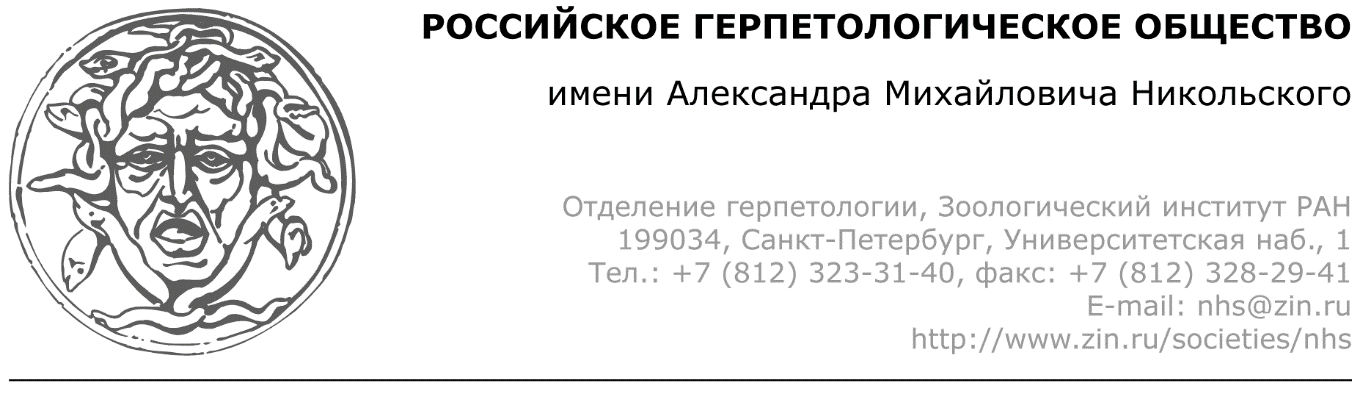 РОССИЙСКОЕ ГЕРПЕТОЛОГИЧЕСКОЕ ОБЩЕСТВО
имени Александра Михайловича Никольского
Отделение герпетологии, Зоологический институт РАН
199034, Санкт-Петербург, Университетская наб., 1
Тел.: +7 (812) 323-31-40, факс: +7 (812) 328-29-41
E-mail: nhs@zin.ru
http://www.zin.ru/societies/nhs